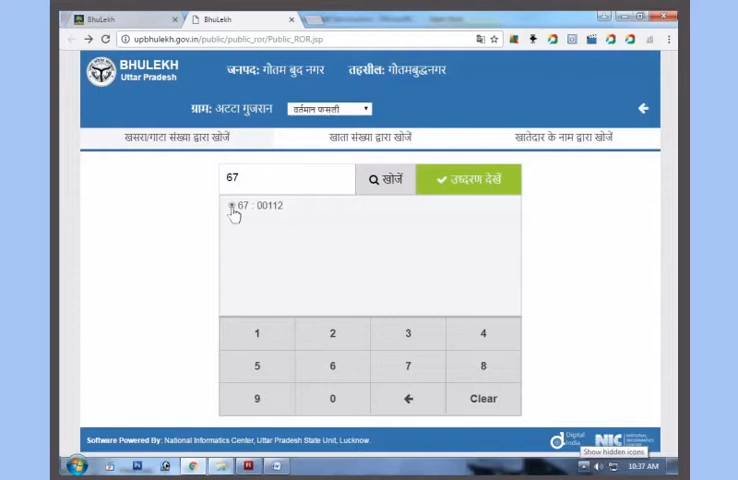 BhuLekh
BhuLekh
upbhulekh.gov.in/public/public_ror/Public_ROR.jsp
BHULEKH
Uttar Pradesh
जनपद: गौतम बुद नगर
तहसील: गौतमबुद्धनगर
ग्राम: अटटा गुजरान
वर्तमान फसली
खसरा/गाटा संख्या द्वारा खोजें
खाता संख्या द्वारा खोजें
खातेदार के नाम द्वारा खोजें
67
खोजें
उध्दरण देखें
67 : 00112
1 2 3 4
5 6 7 8
9 0 Clear
Software Powered By: National Informatics Center, Uttar Pradesh State Unit, Lucknow.
Digital India
NIC
Show hidden icons
10:37 AM